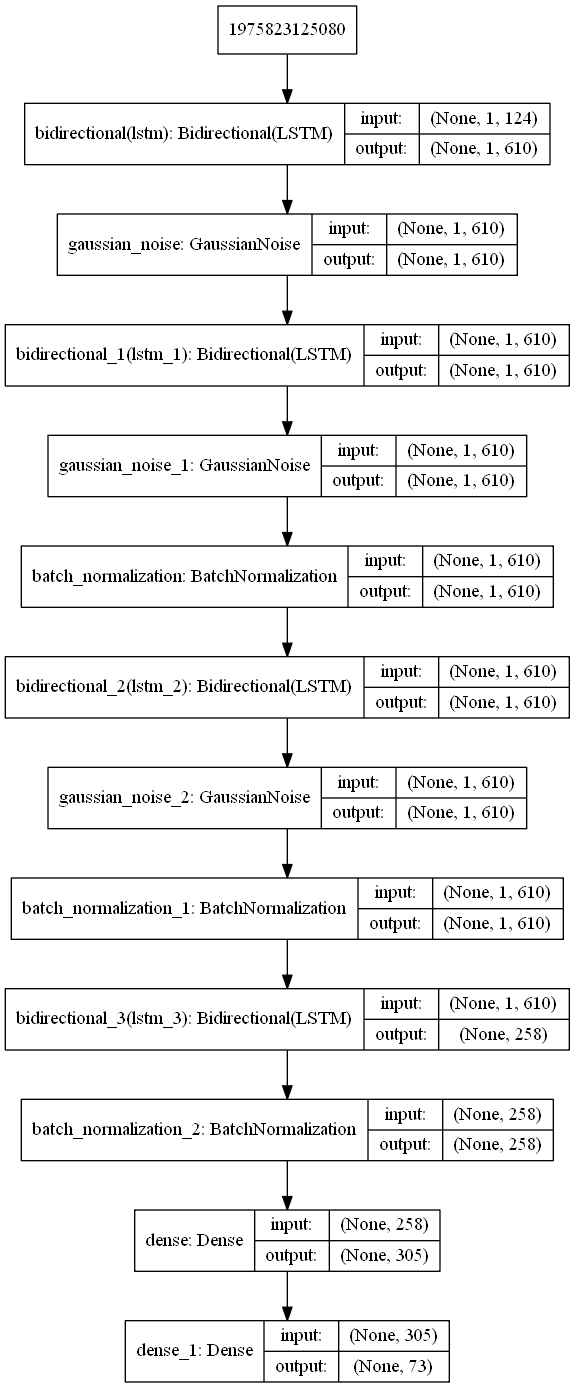 1975823125080
bidirectional(lstm): Bidirectional(LSTM) input: (None, 1, 124)
output: (None, 1, 610)
gaussian_noise: GaussianNoise input: (None, 1, 610)
output: (None, 1, 610)
bidirectional_1(lstm_1): Bidirectional(LSTM) input: (None, 1, 610)
output: (None, 1, 610)
gaussian_noise_1: GaussianNoise input: (None, 1, 610)
output: (None, 1, 610)
batch_normalization: BatchNormalization input: (None, 1, 610)
output: (None, 1, 610)
bidirectional_2(lstm_2): Bidirectional(LSTM) input: (None, 1, 610)
output: (None, 1, 610)
gaussian_noise_2: GaussianNoise input: (None, 1, 610)
output: (None, 1, 610)
batch_normalization_1: BatchNormalization input: (None, 1, 610)
output: (None, 1, 610)
bidirectional_3(lstm_3): Bidirectional(LSTM) input: (None, 1, 610)
output: (None, 258)
batch_normalization_2: BatchNormalization input: (None, 258)
output: (None, 258)
dense: Dense input: (None, 258)
output: (None, 305)
dense_1: Dense input: (None, 305)
output: (None, 73)